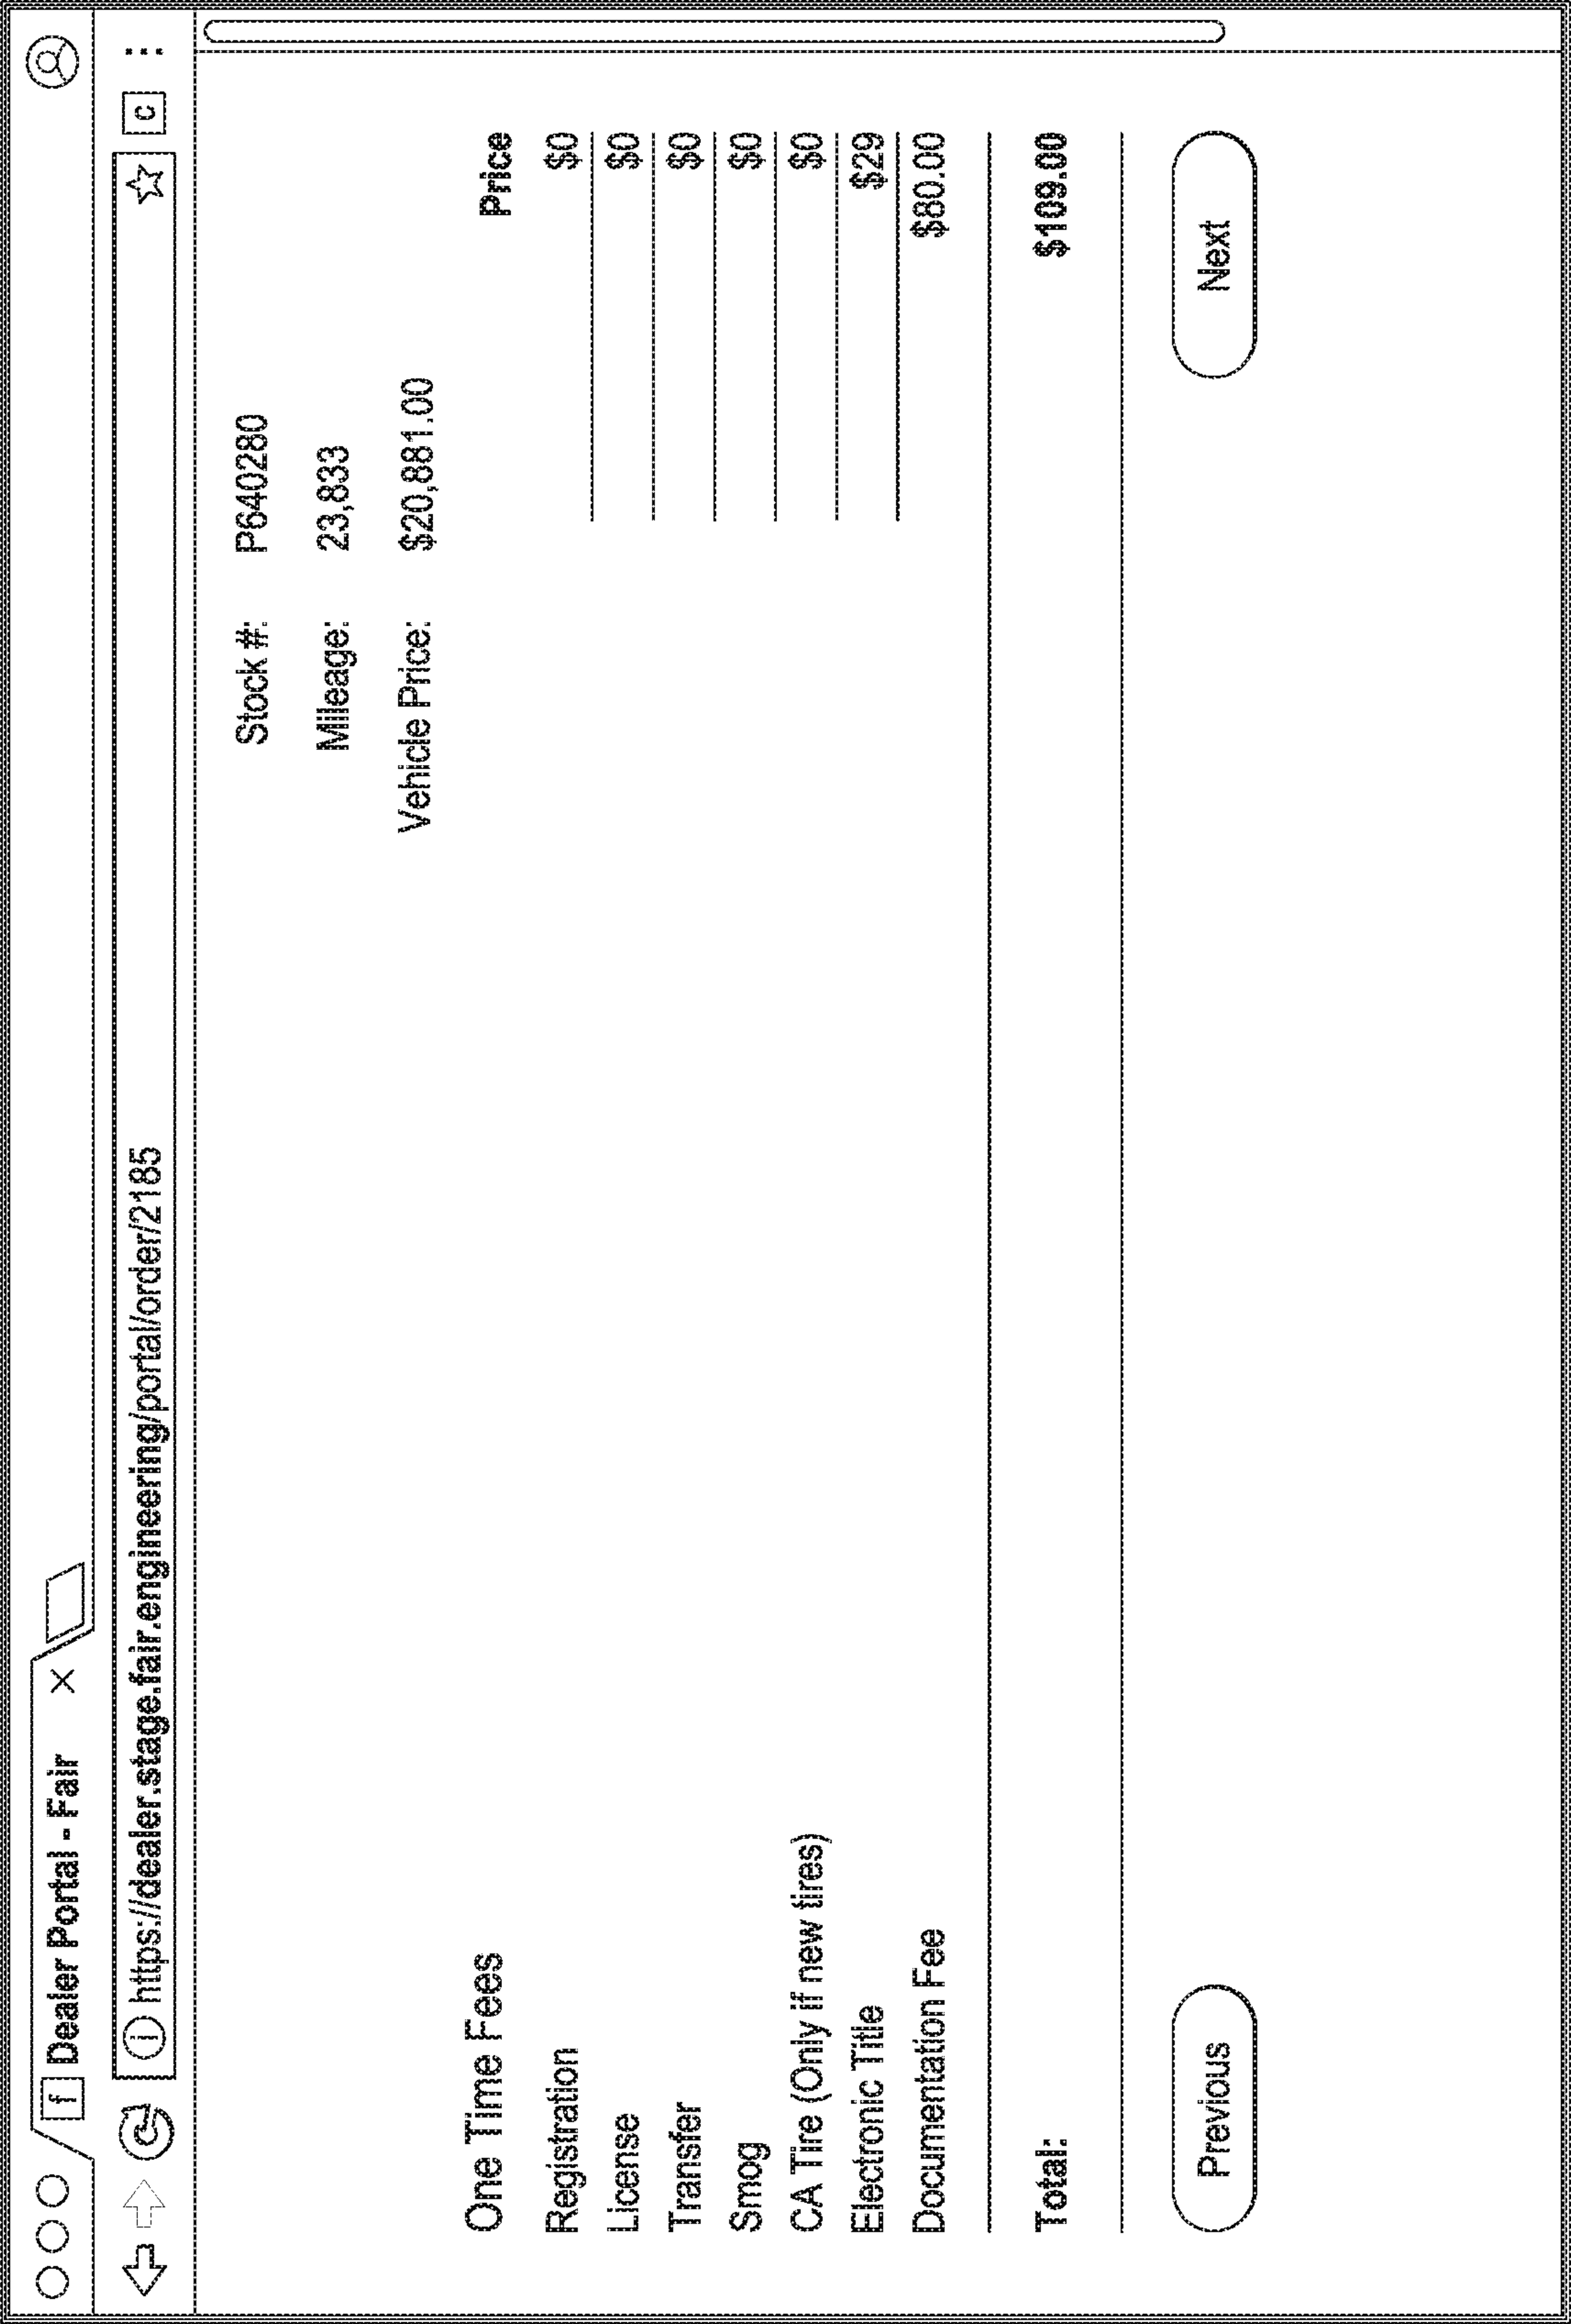 f Dealer Portal - Fair X
i https://dealer.stage.fair.engineering/portal/order/2185 c
Stock #: P640280
Mileage: 23,833
Vehicle Price: $20,881.00
One Time Fees Price
Registration $0
License $0
Transfer $0
Smog $0
CA Tire (Only if new tires) $0
Electronic Title $29
Documentation Fee $80.00
Total: $109.00
Previous Next